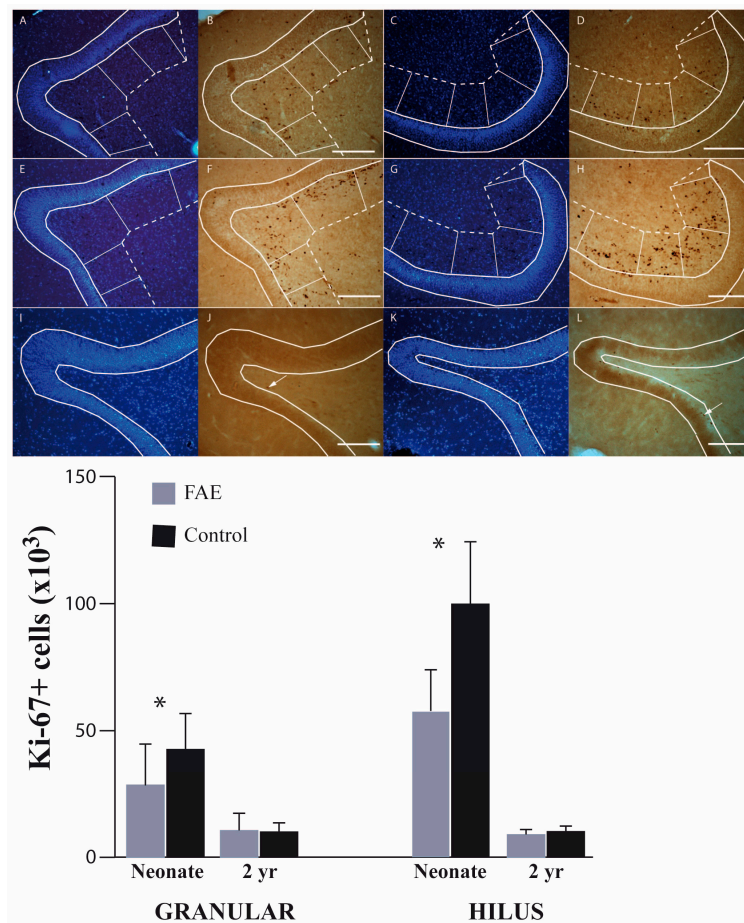 A B C D
E F G H
I J K L
150
FAE
Control
*
100
*
50
0
Ki-67+ cells (x10³)
Neonate 2 yr Neonate 2 yr
GRANULAR HILUS